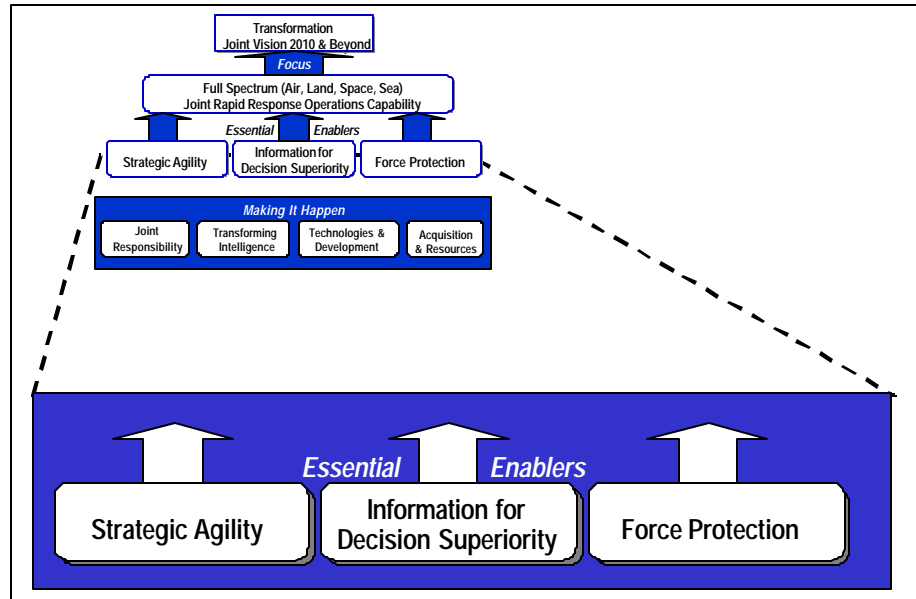 Transformation
Joint Vision 2010 & Beyond
Focus
Full Spectrum (Air, Land, Space, Sea)
Joint Rapid Response Operations Capability
Essential Enablers
Strategic Agility
Information for
Decision Superiority
Force Protection
Making It Happen
Joint
Responsibility
Transforming
Intelligence
Technologies &
Development
Acquisition
& Resources
Essential Enablers
Strategic Agility
Information for
Decision Superiority
Force Protection